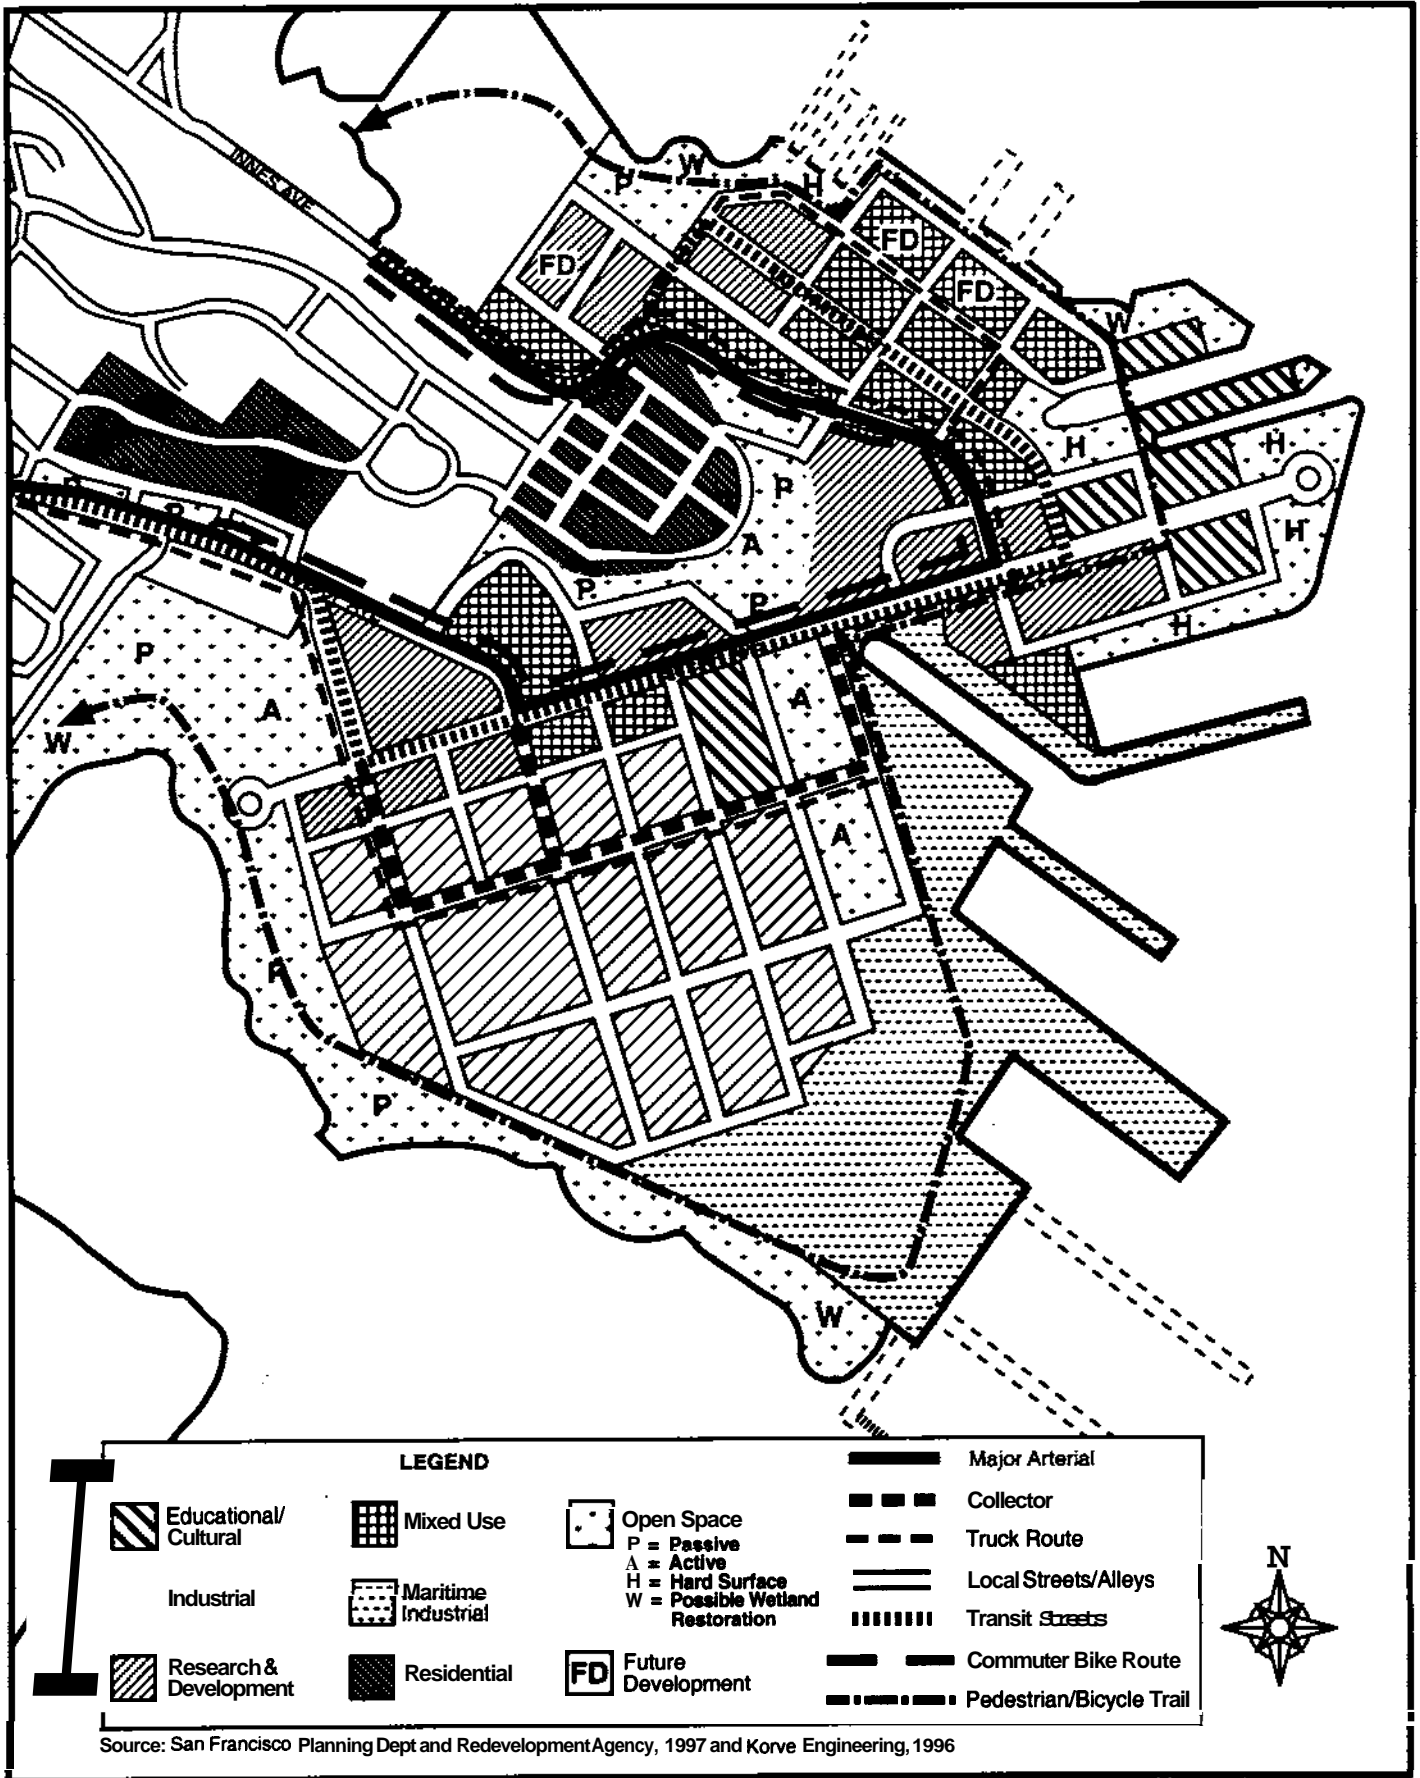 INNES AVE
W
P
H
FD
FD
FD
W
H
H
P
H
A
P
P
P
H
P
A
A
W
A
P
P
W
LEGEND
Educational/
Cultural
Industrial
Research &
Development
Mixed Use
Maritime
Industrial
Residential
Open Space
P = Passive
A = Active
H = Hard Surface
W = Possible Wetland
Restoration
FD
Future
Development
Major Arterial
Collector
Truck Route
Local Streets/Alleys
Transit Streets
Commuter Bike Route
Pedestrian/Bicycle Trail
N
Source: San Francisco Planning Dept and Redevelopment Agency, 1997 and Korve Engineering, 1996